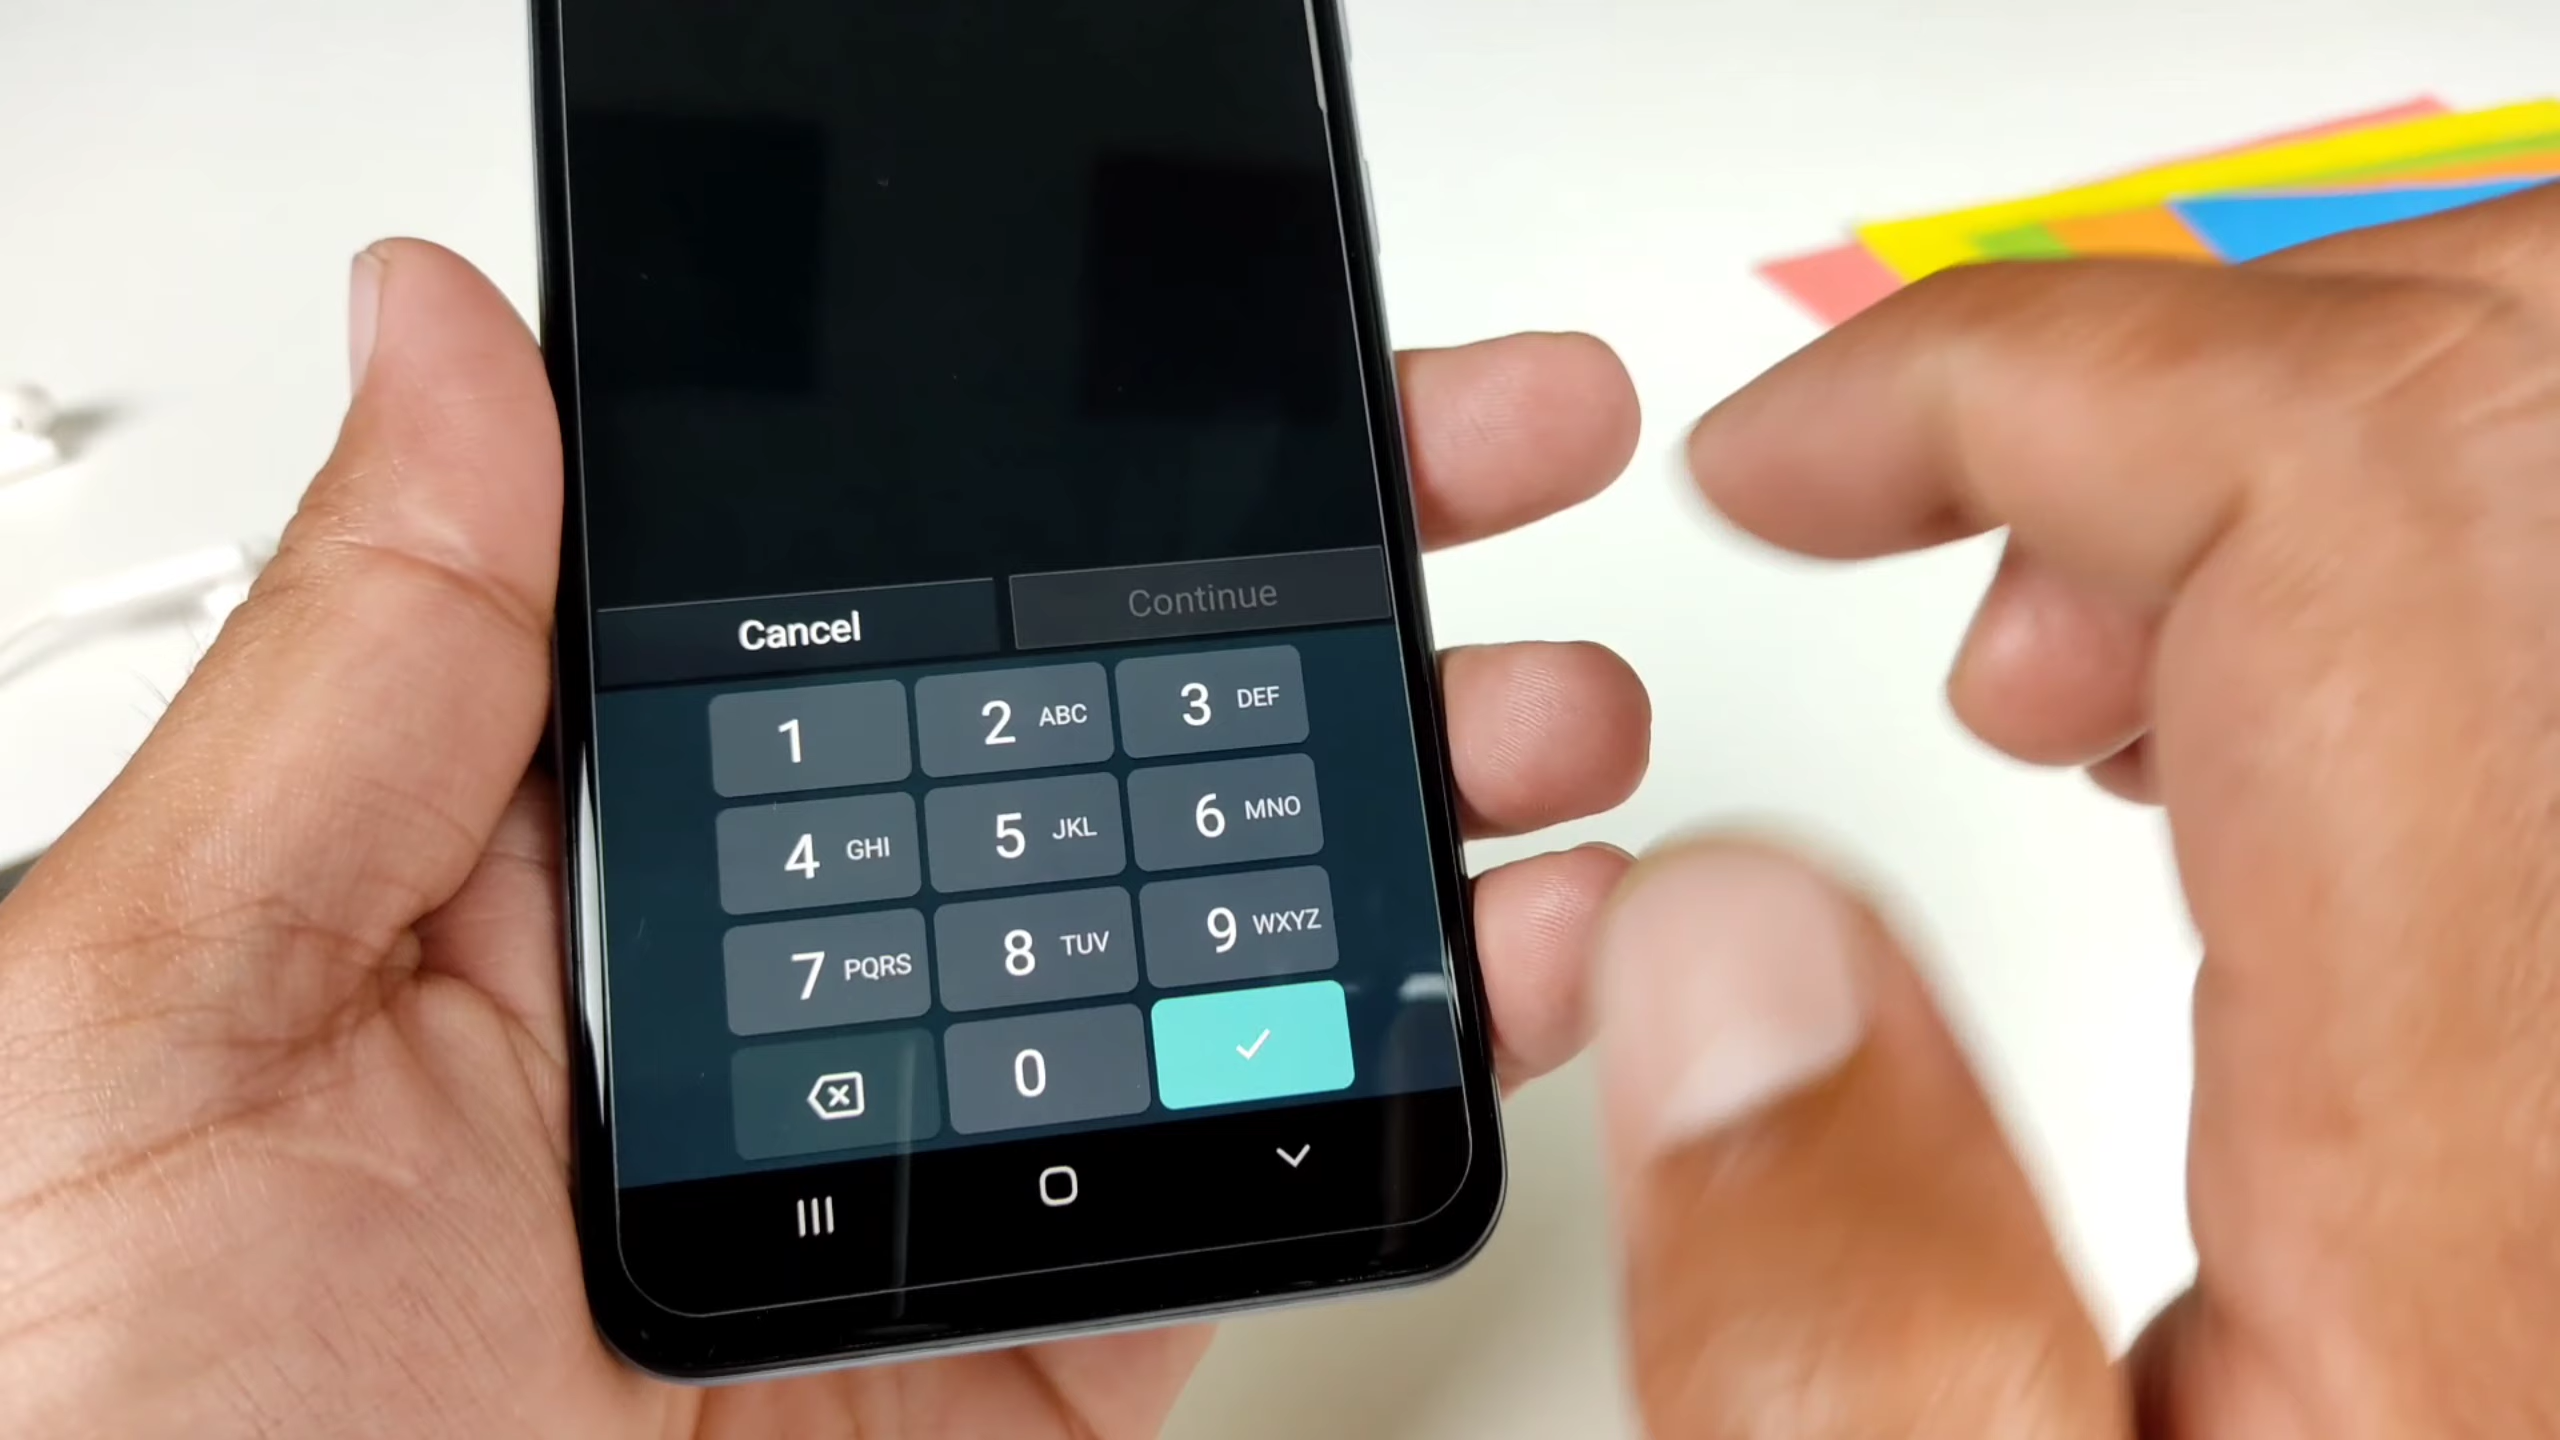 Cancel Continue
1 2 ABC 3 DEF
4 GHI 5 JKL 6 MNO
7 PQRS 8 TUV 9 WXYZ
0